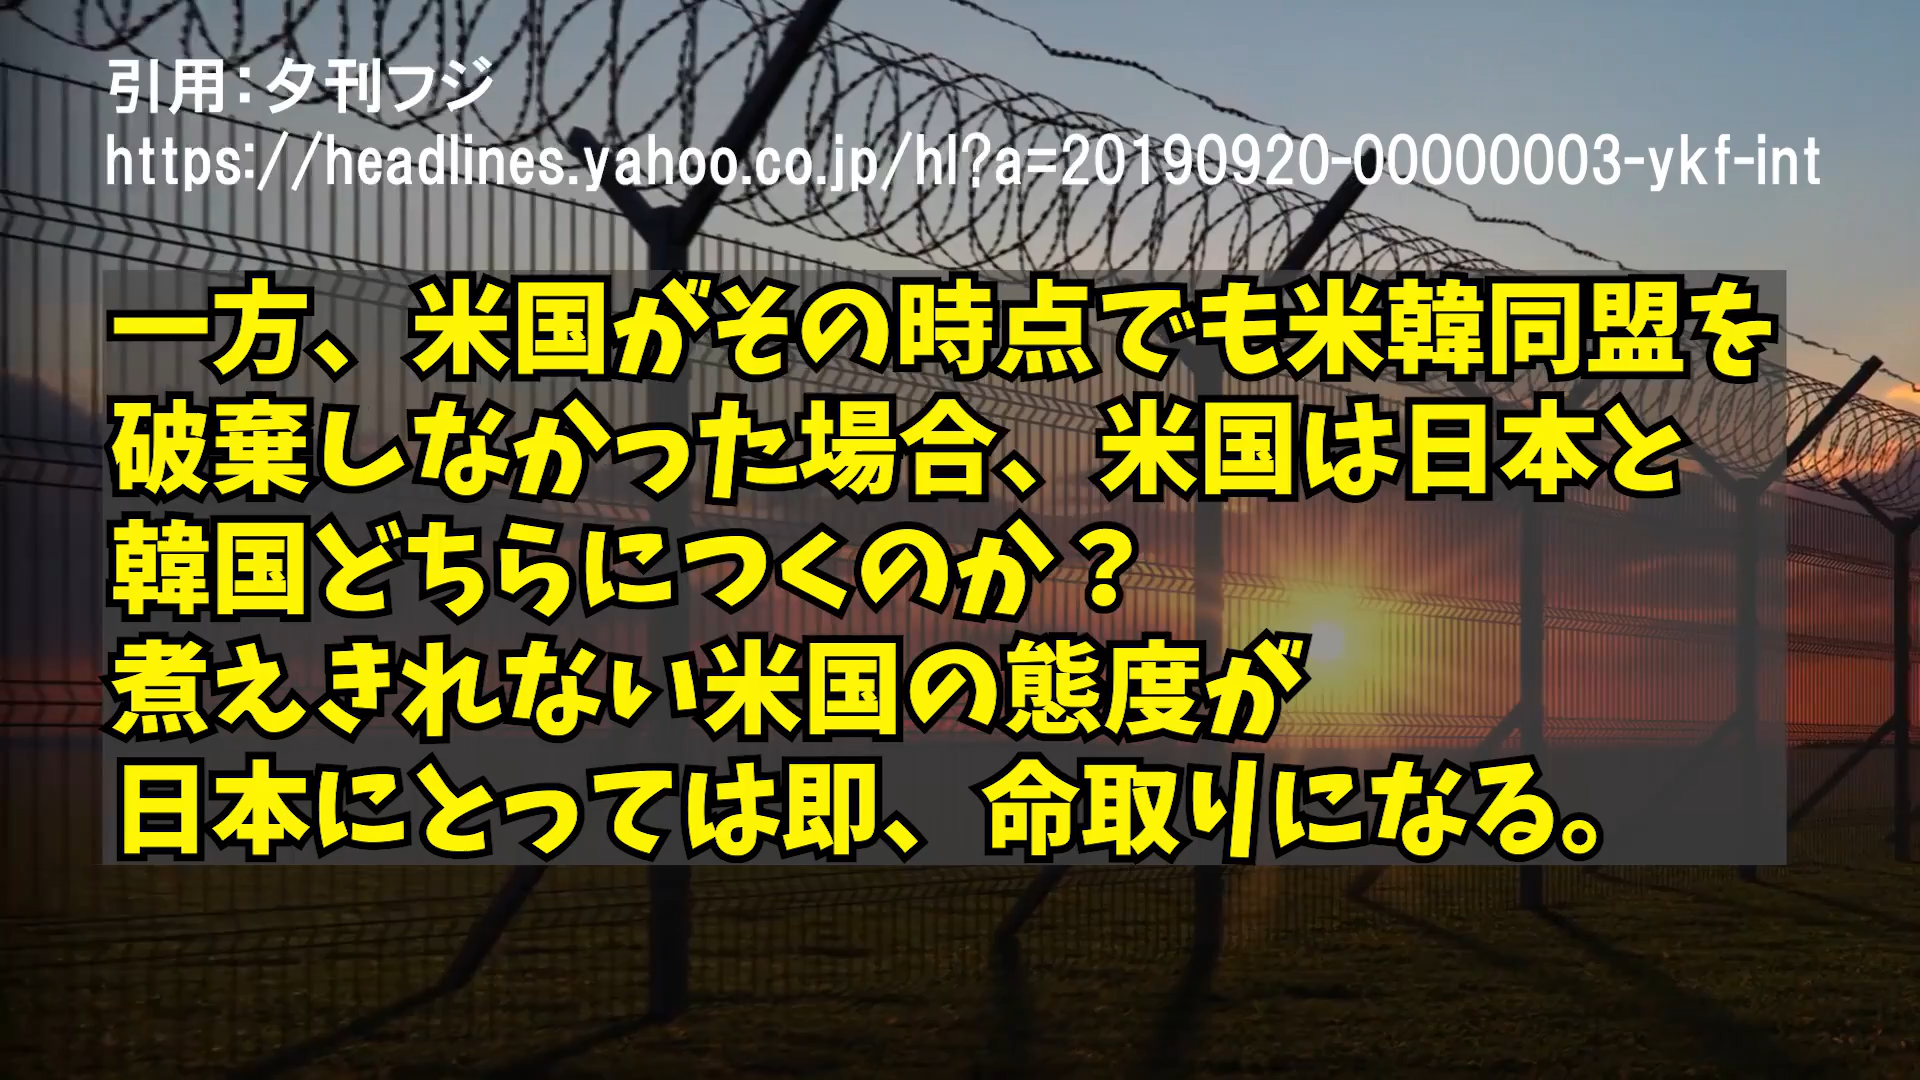 引用：夕刊フジ
https://headlines.yahoo.co.jp/hl?a=20190920-00000003-ykf-int
一方、米国がその時点でも米韓同盟を
破棄しなかった場合、米国は日本と
韓国どちらにつくのか？
煮えきれない米国の態度が
日本にとっては即、命取りになる。